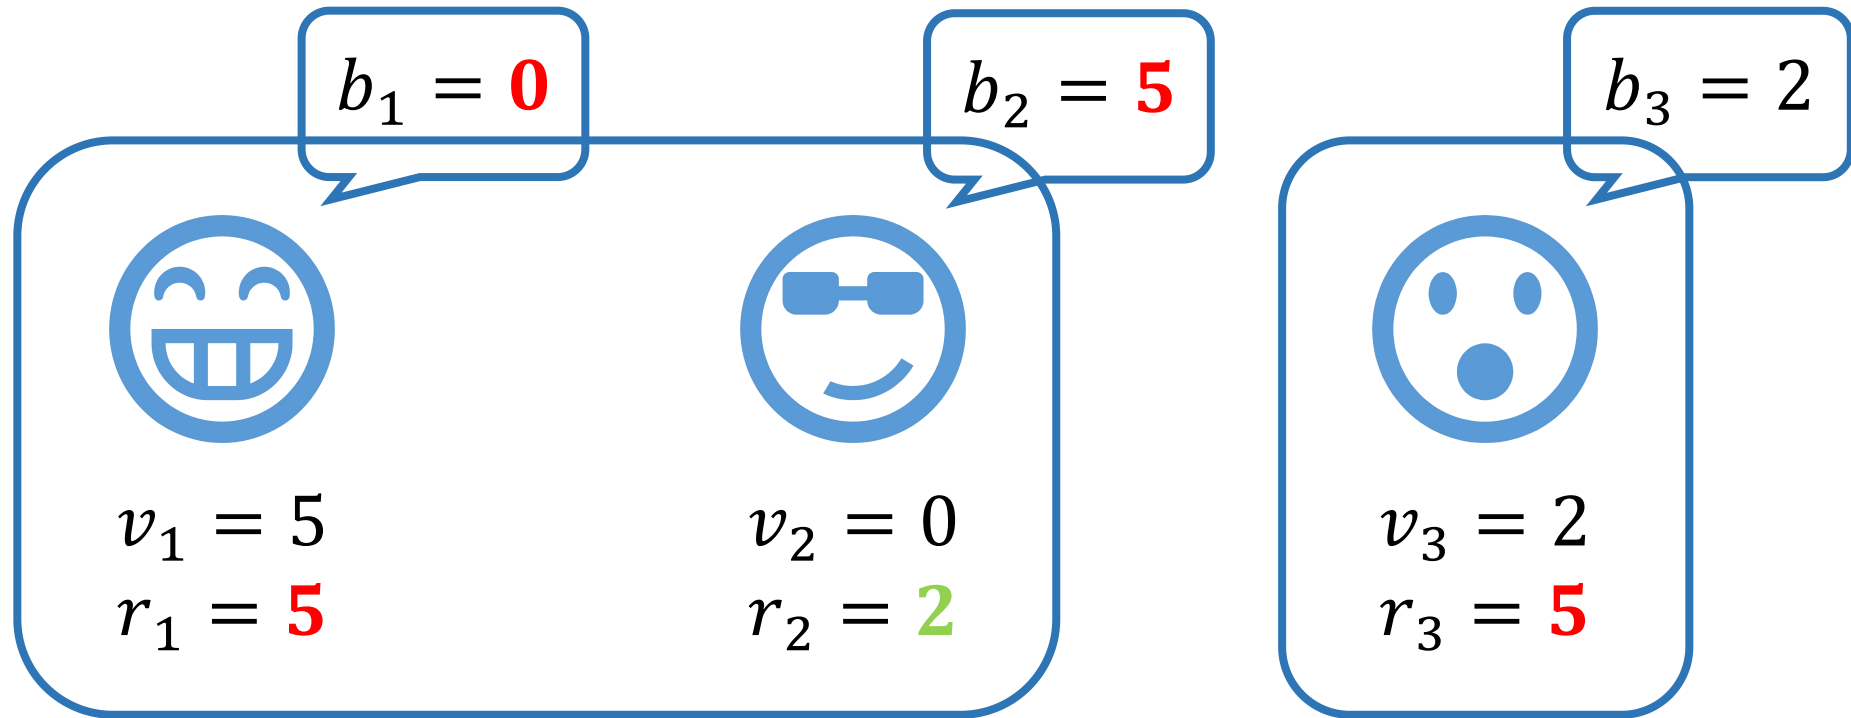 b₁ = 0
b₂ = 5
b₃ = 2
v₁ = 5
r₁ = 5
v₂ = 0
r₂ = 2
v₃ = 2
r₃ = 5